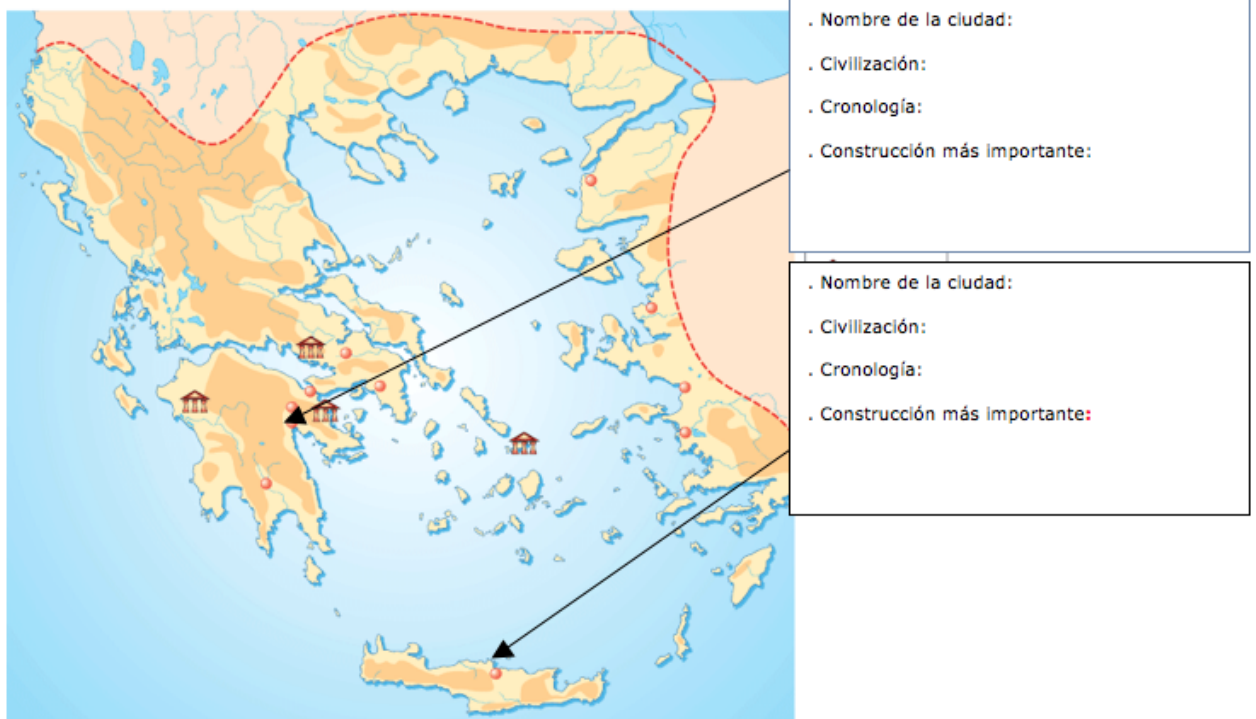 . Nombre de la ciudad:
. Civilización:
. Cronología:
. Construcción más importante:
. Nombre de la ciudad:
. Civilización:
. Cronología:
. Construcción más importante: